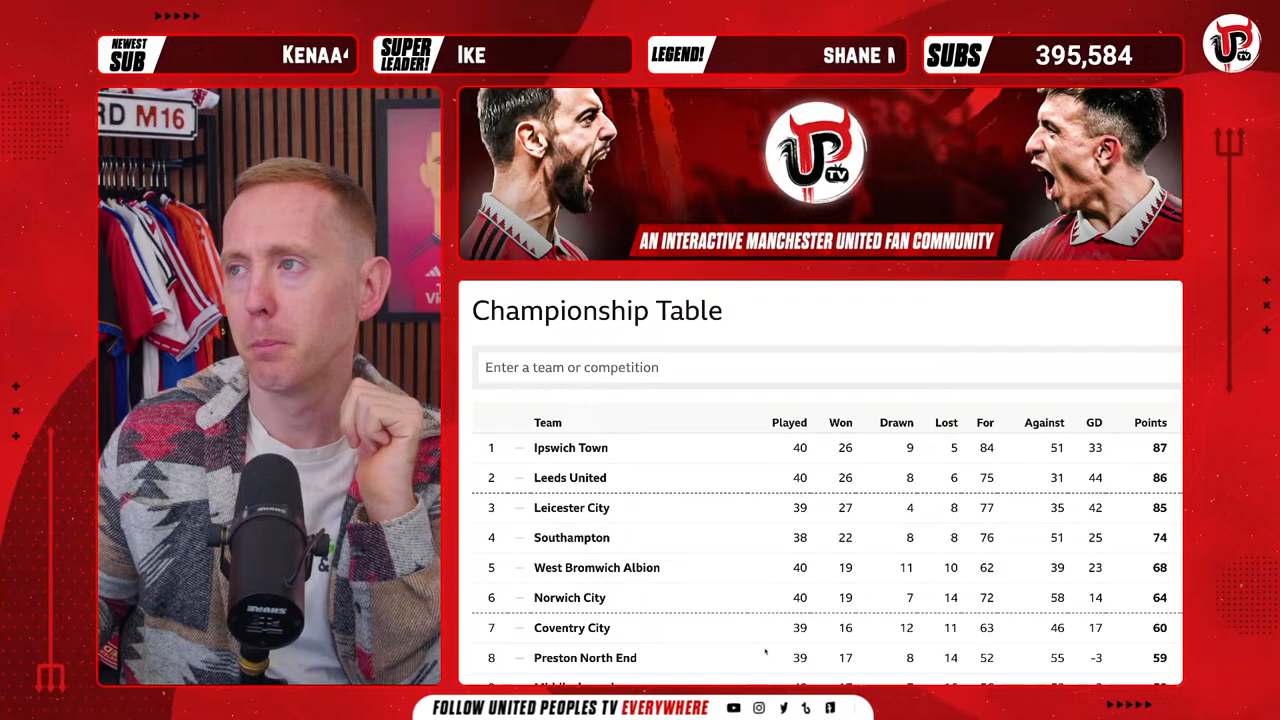 NEWEST SUB
KENAA
SUPER LEADER!
IKE
LEGEND!
SHANE
SUBS
395,584
UP TV
RD M16
UP TV
AN INTERACTIVE MANCHESTER UNITED FAN COMMUNITY
Championship Table
Enter a team or competition
Team Played Won Drawn Lost For Against GD Points
1 Ipswich Town 40 26 9 5 84 51 33 87
2 Leeds United 40 26 8 6 75 31 44 86
3 Leicester City 39 27 4 8 77 35 42 85
4 Southampton 38 22 8 8 76 51 25 74
5 West Bromwich Albion 40 19 11 10 62 39 23 68
6 Norwich City 40 19 7 14 72 58 14 64
7 Coventry City 39 16 12 11 63 46 17 60
8 Preston North End 39 17 8 14 52 55 -3 59
SHURE
FOLLOW UNITED PEOPLES TV EVERYWHERE